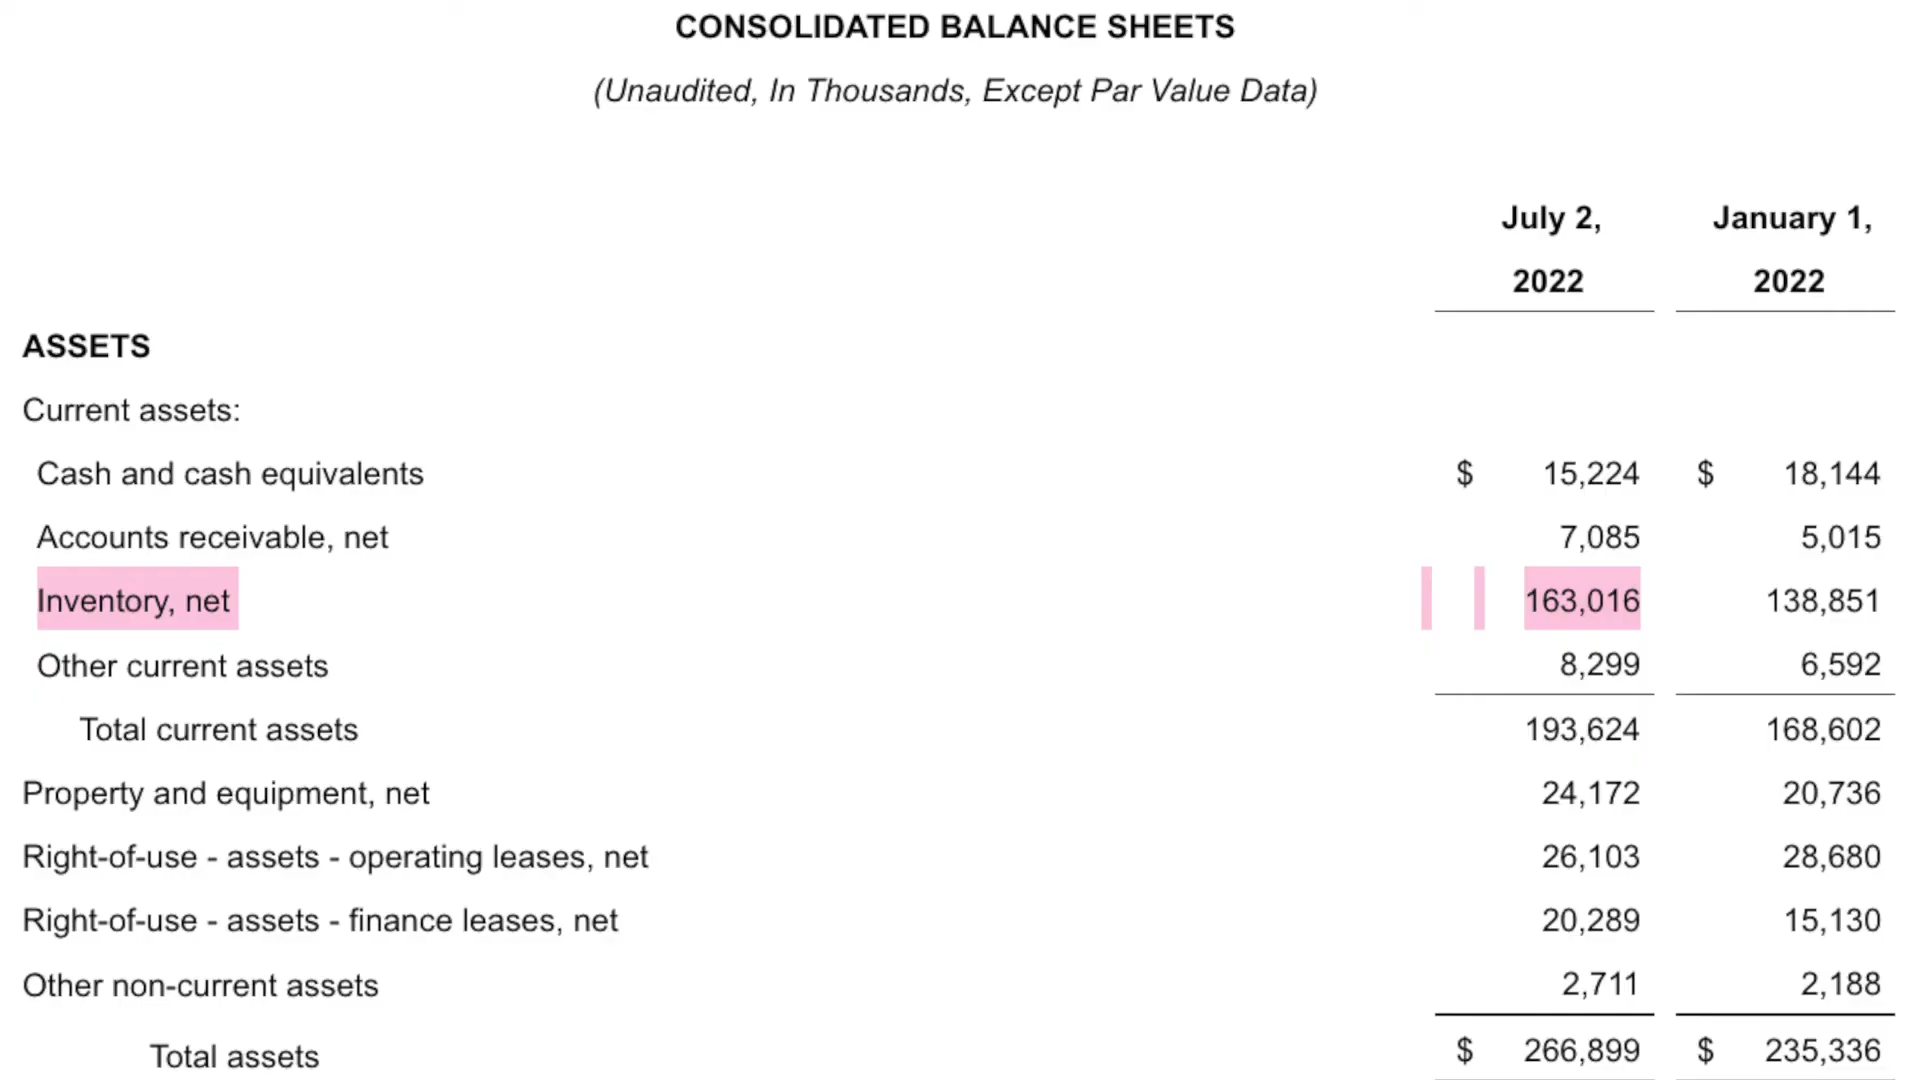 CONSOLIDATED BALANCE SHEETS
(Unaudited, In Thousands, Except Par Value Data)
July 2, January 1,
2022 2022
ASSETS
Current assets:
Cash and cash equivalents $ 15,224 $ 18,144
Accounts receivable, net 7,085 5,015
Inventory, net 163,016 138,851
Other current assets 8,299 6,592
Total current assets 193,624 168,602
Property and equipment, net 24,172 20,736
Right-of-use - assets - operating leases, net 26,103 28,680
Right-of-use - assets - finance leases, net 20,289 15,130
Other non-current assets 2,711 2,188
Total assets $ 266,899 $ 235,336